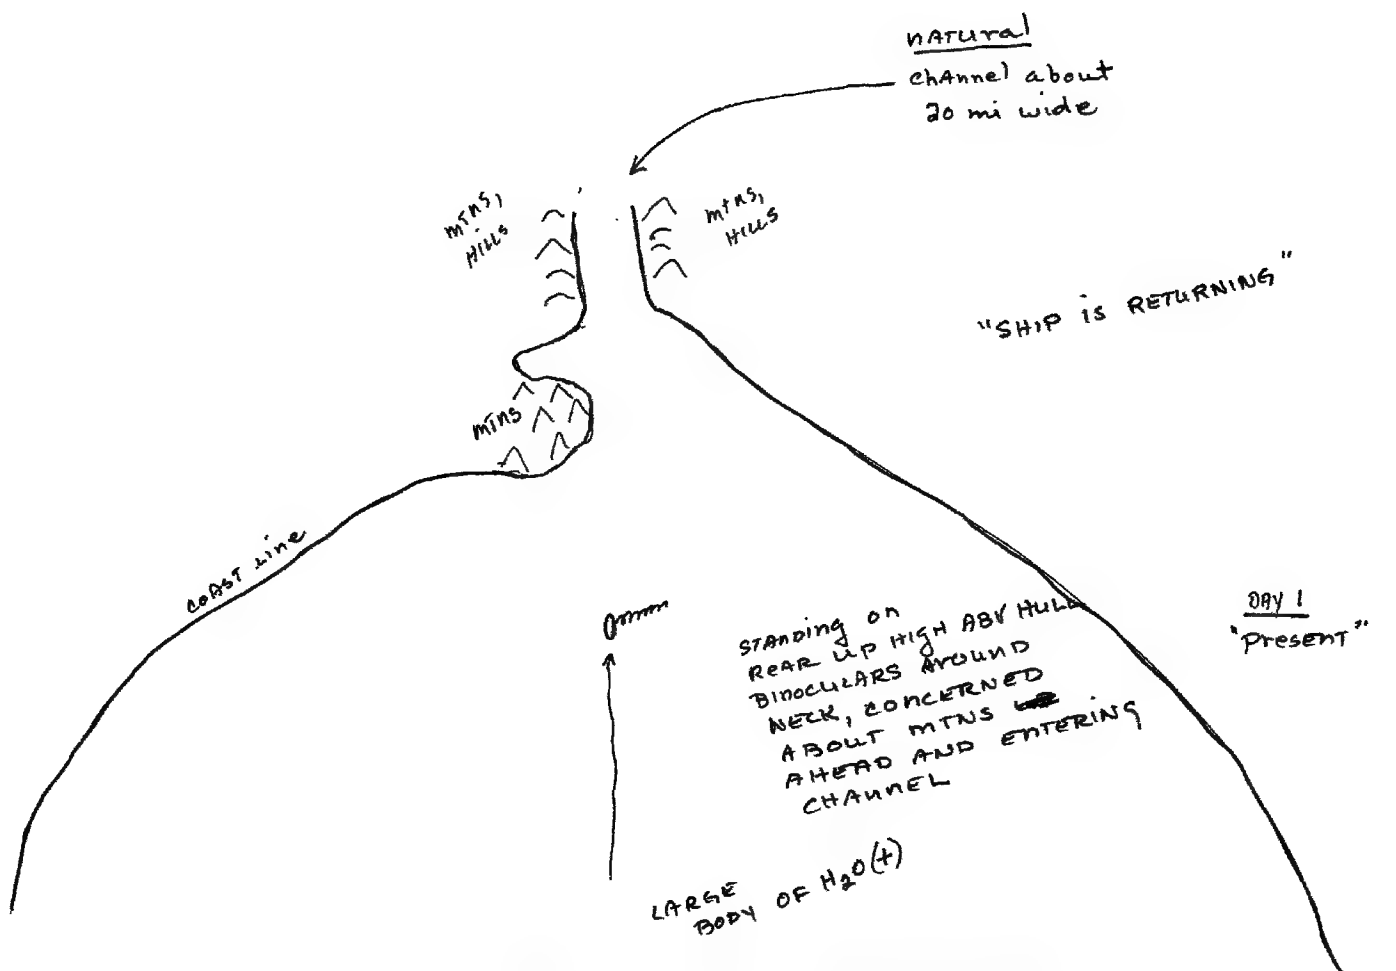 NATURAL
CHANNEL about
20 mi wide
MTNS,
HILLS
MTNS,
HILLS
"SHIP is RETURNING"
MTNS
COAST Line
STANDING on
REAR UP HIGH ABV HULL
BINOCULARS AROUND
NECK, CONCERNED
ABOUT MTNS
AHEAD AND ENTERING
CHANNEL
DAY 1
"Present"
LARGE
BODY OF H₂O(+)